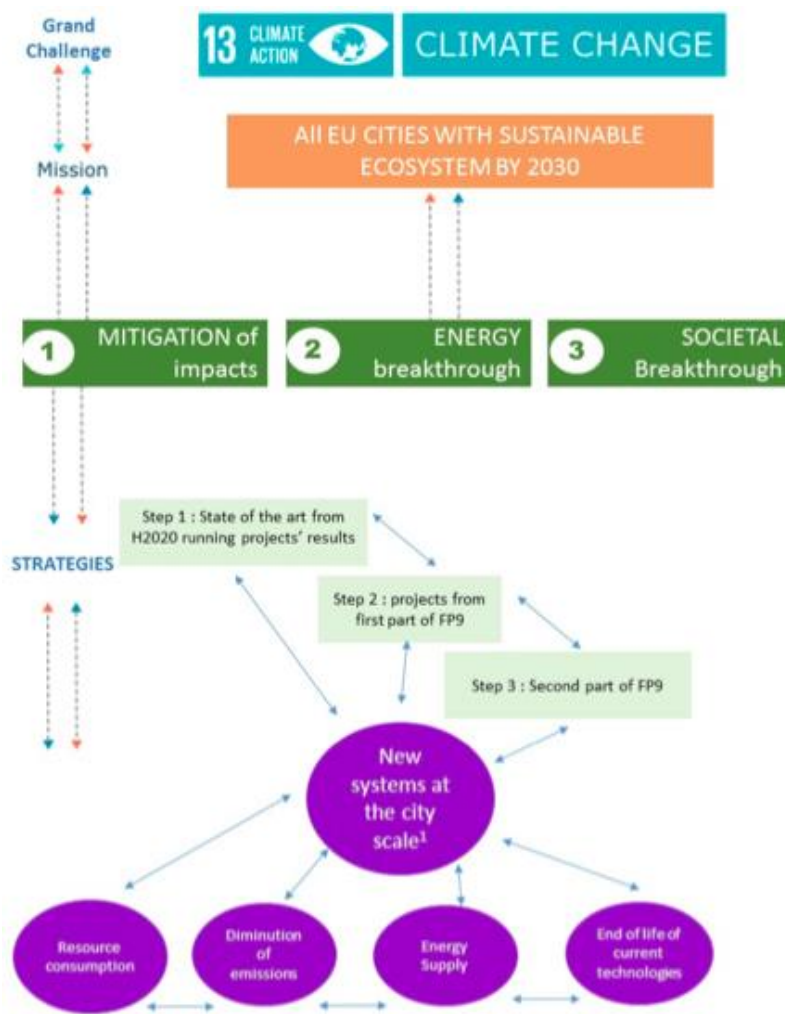 Grand
Challenge
13 CLIMATE
ACTION
CLIMATE CHANGE
All EU CITIES WITH SUSTAINABLE
ECOSYSTEM BY 2030
Mission
1 MITIGATION of
impacts
2 ENERGY
breakthrough
3 SOCIETAL
Breakthrough
Step 1 : State of the art from
H2020 running projects' results
STRATEGIES
Step 2 : projects from
first part of FP9
Step 3 : Second part of FP9
New
systems at
the city
scale¹
Resource
consumption
Diminution
of
emissions
Energy
Supply
End of life of
current
technologies